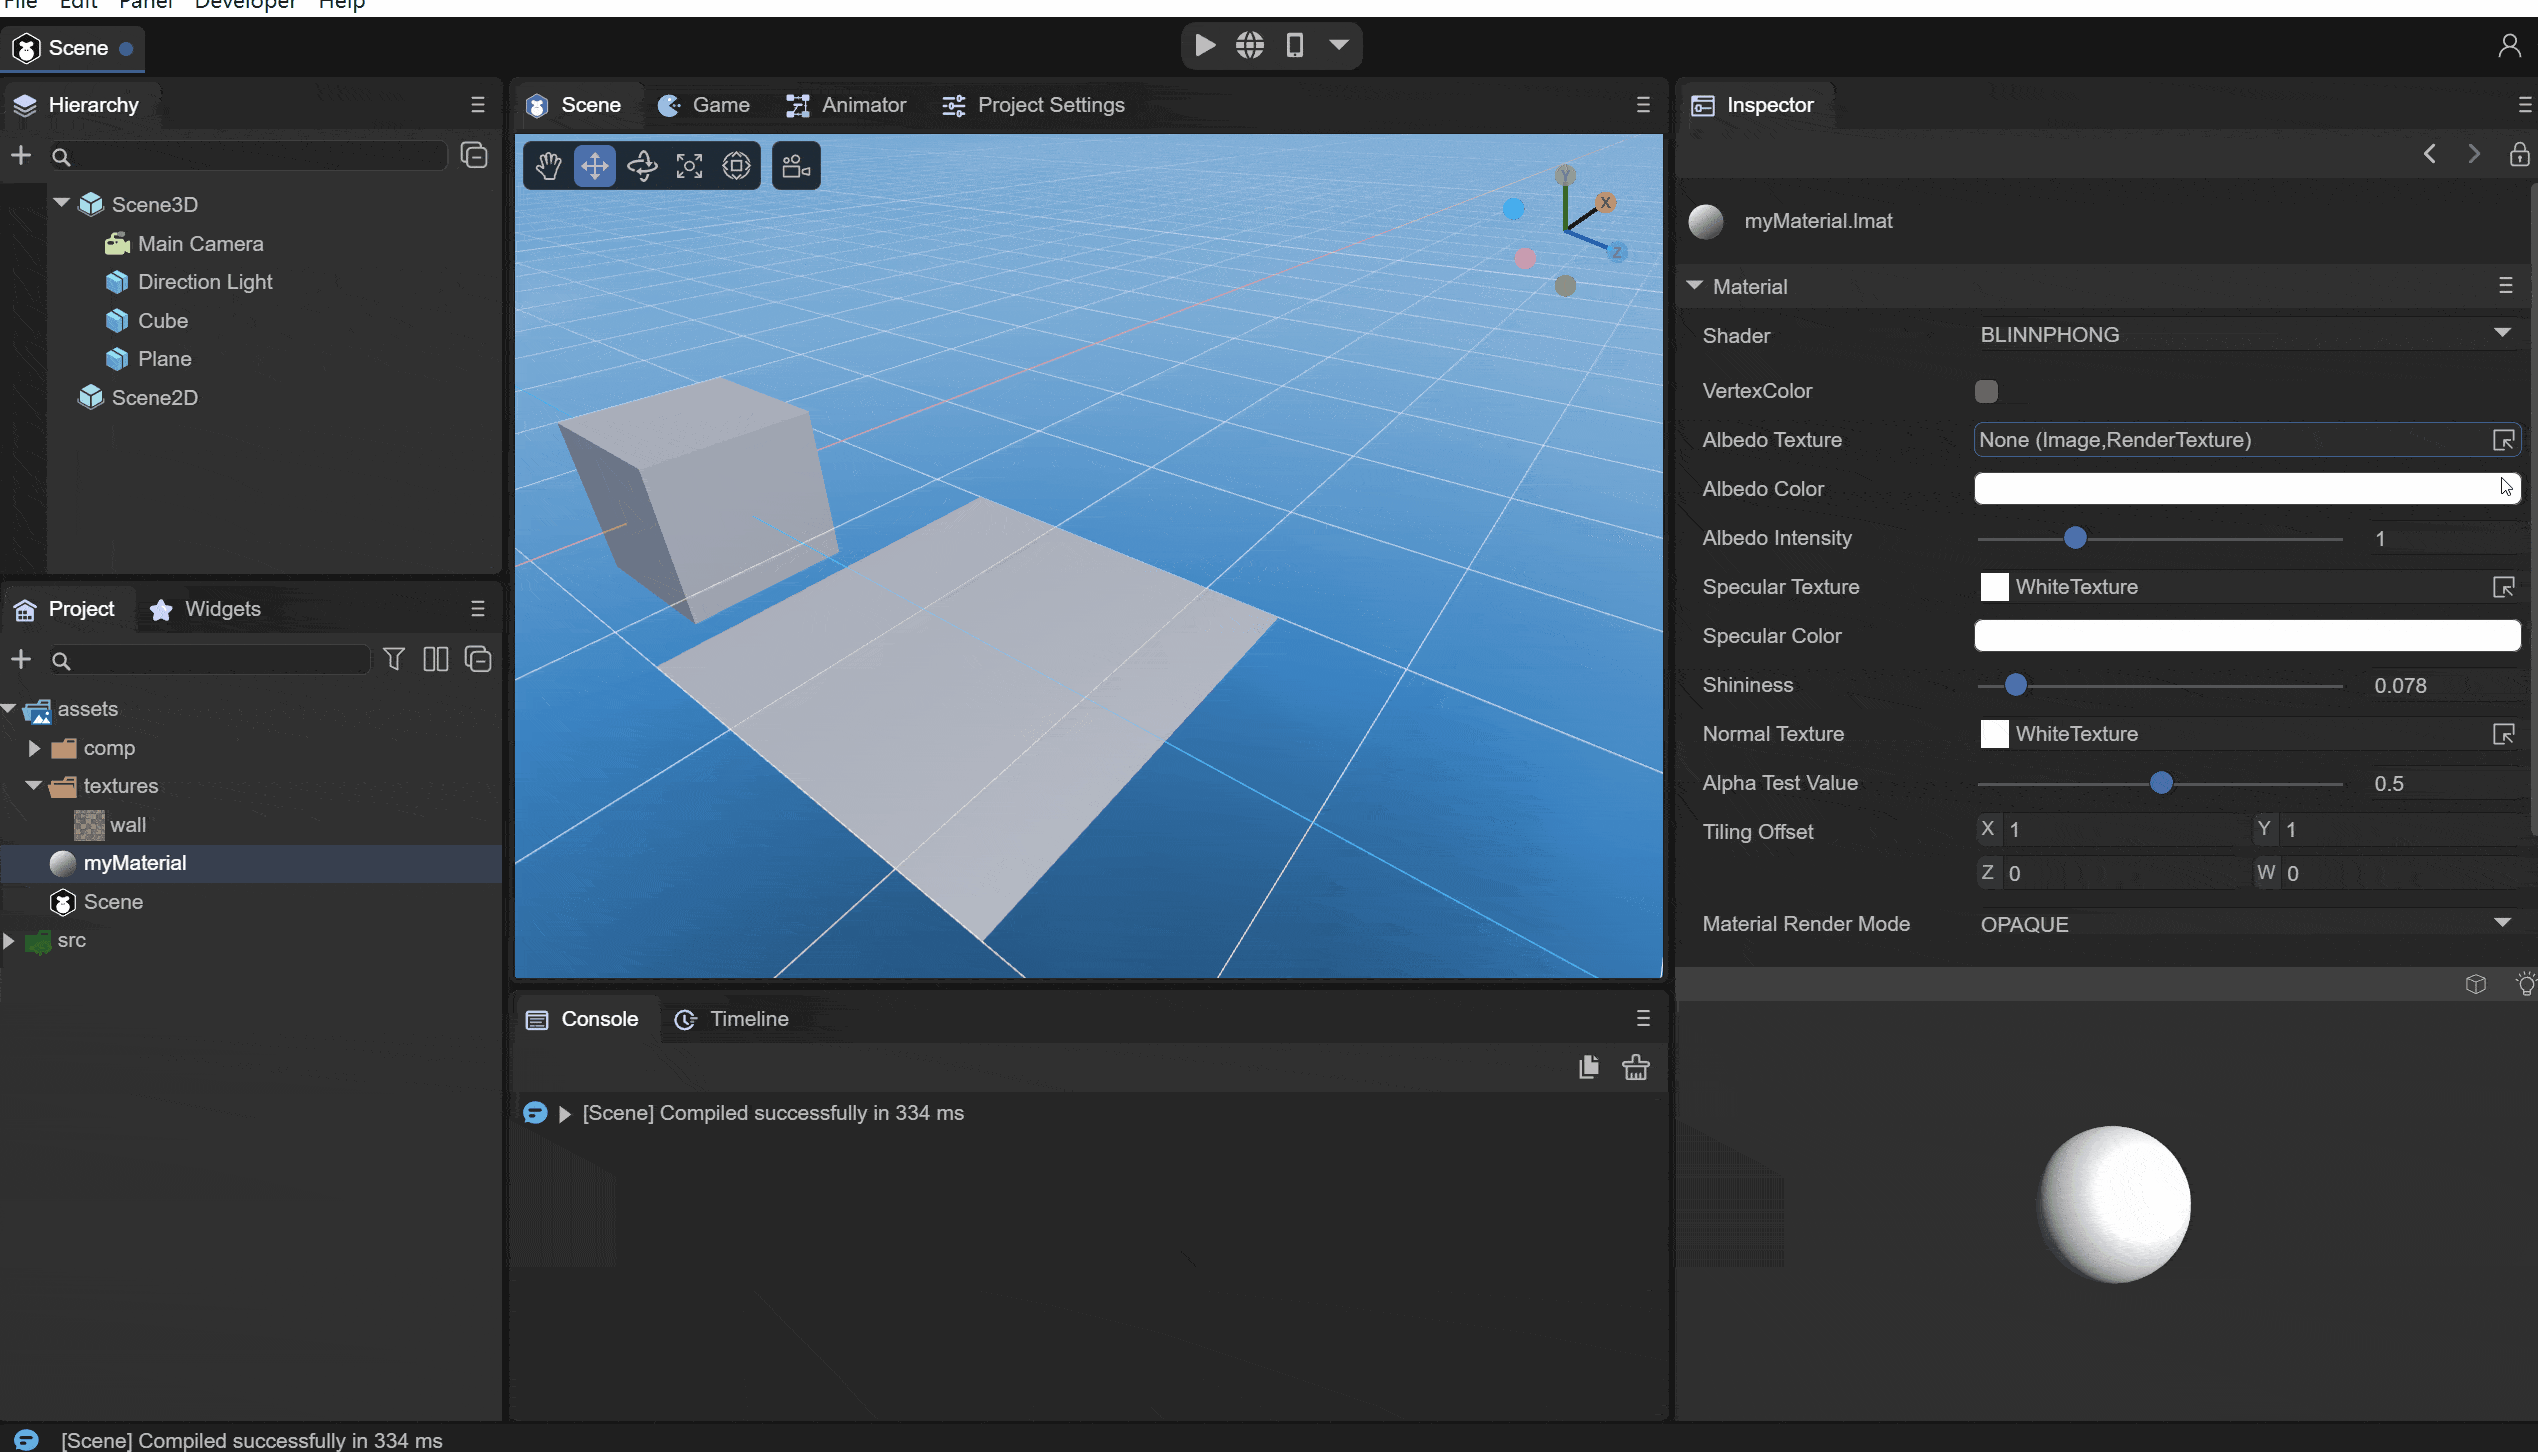 File Edit Panel Developer Help
Scene
Hierarchy
Scene3D
Main Camera
Direction Light
Cube
Plane
Scene2D
Project Widgets
assets
comp
textures
wall
myMaterial
Scene
src
Scene Game Animator Project Settings
Y
X
Z
Console Timeline
[Scene] Compiled successfully in 334 ms
Inspector
myMaterial.lmat
Material
Shader BLINNPHONG
VertexColor
Albedo Texture None (Image,RenderTexture)
Albedo Color
Albedo Intensity 1
Specular Texture WhiteTexture
Specular Color
Shininess 0.078
Normal Texture WhiteTexture
Alpha Test Value 0.5
Tiling Offset X 1 Y 1
Z 0 W 0
Material Render Mode OPAQUE
[Scene] Compiled successfully in 334 ms